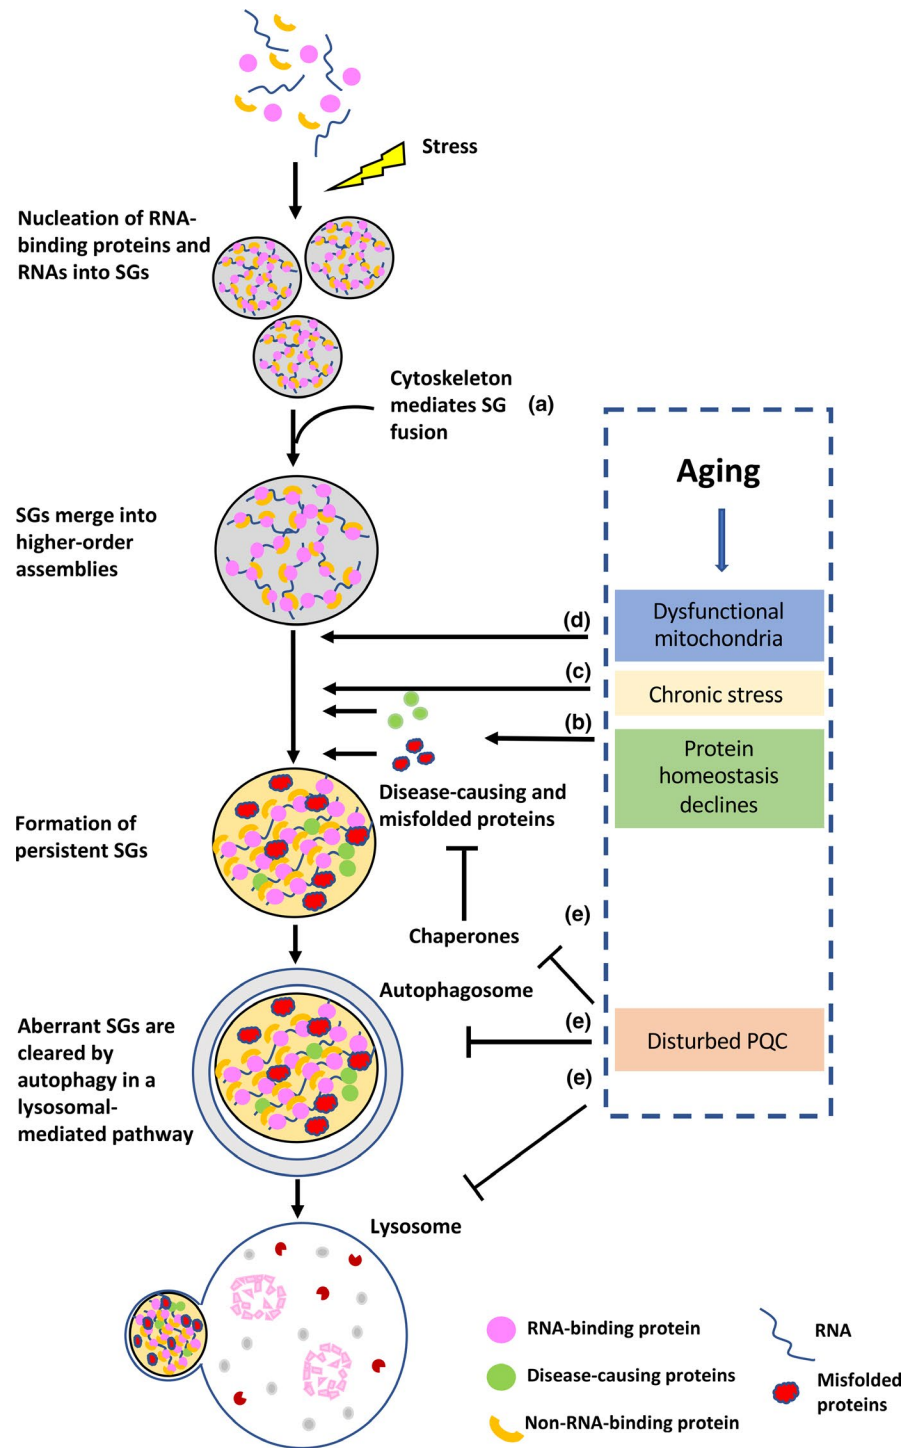 Stress
Nucleation of RNA-
binding proteins and
RNAs into SGs
Cytoskeleton
mediates SG (a)
fusion
Aging
SGs merge into
higher-order
assemblies
(d)
Dysfunctional
mitochondria
(c)
Chronic stress
(b)
Protein
homeostasis
declines
Disease-causing and
misfolded proteins
Formation of
persistent SGs
(e)
Chaperones
Autophagosome
(e)
Disturbed PQC
Aberrant SGs are
cleared by
autophagy in a
lysosomal-
mediated pathway
(e)
Lysosome
RNA-binding protein
RNA
Disease-causing proteins
Misfolded
proteins
Non-RNA-binding protein